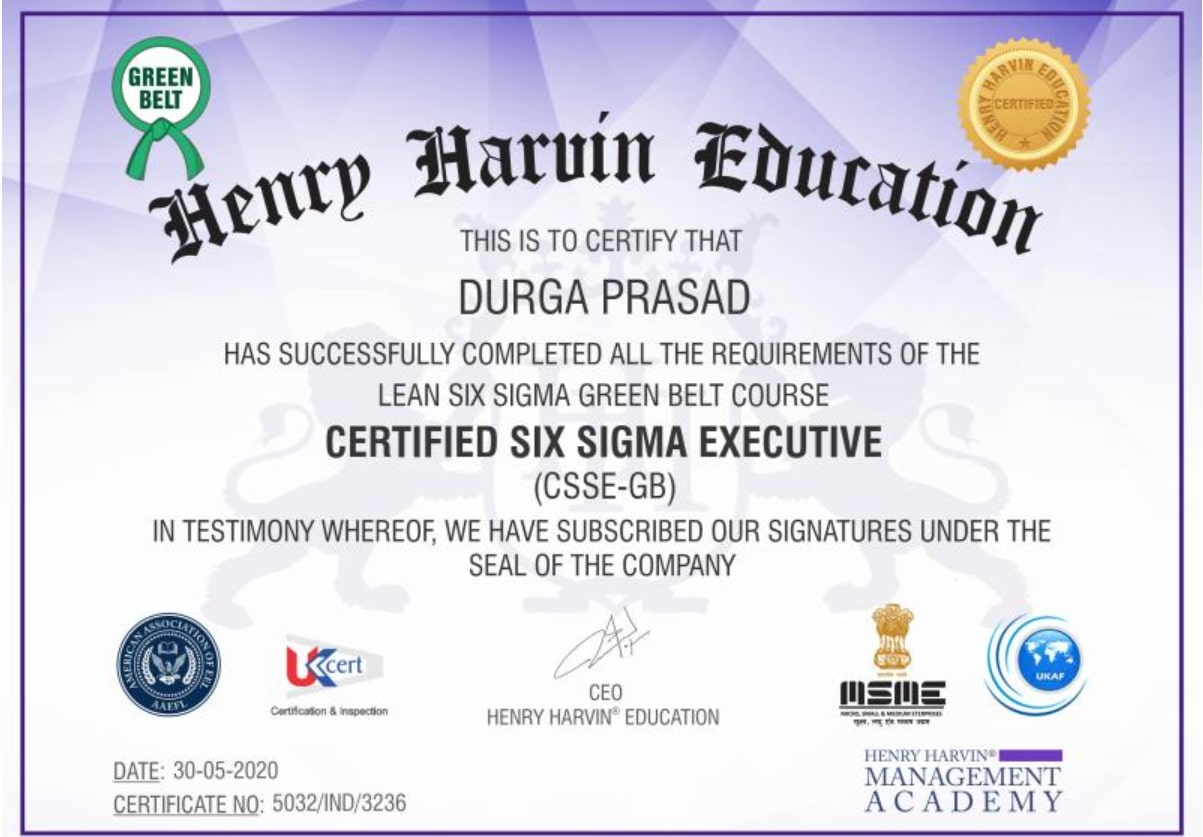 GREEN
BELT
HENRY HARVIN EDUCATION
CERTIFIED
Henry Harvin Education
THIS IS TO CERTIFY THAT
DURGA PRASAD
HAS SUCCESSFULLY COMPLETED ALL THE REQUIREMENTS OF THE
LEAN SIX SIGMA GREEN BELT COURSE
CERTIFIED SIX SIGMA EXECUTIVE
(CSSE-GB)
IN TESTIMONY WHEREOF, WE HAVE SUBSCRIBED OUR SIGNATURES UNDER THE
SEAL OF THE COMPANY
AMERICAN ASSOCIATION OF EFL
AAEFL
UKcert
Certification & Inspection
CEO
HENRY HARVIN® EDUCATION
MSME
MICRO, SMALL & MEDIUM
UKAF
DATE: 30-05-2020
CERTIFICATE NO: 5032/IND/3236
HENRY HARVIN®
MANAGEMENT
ACADEMY